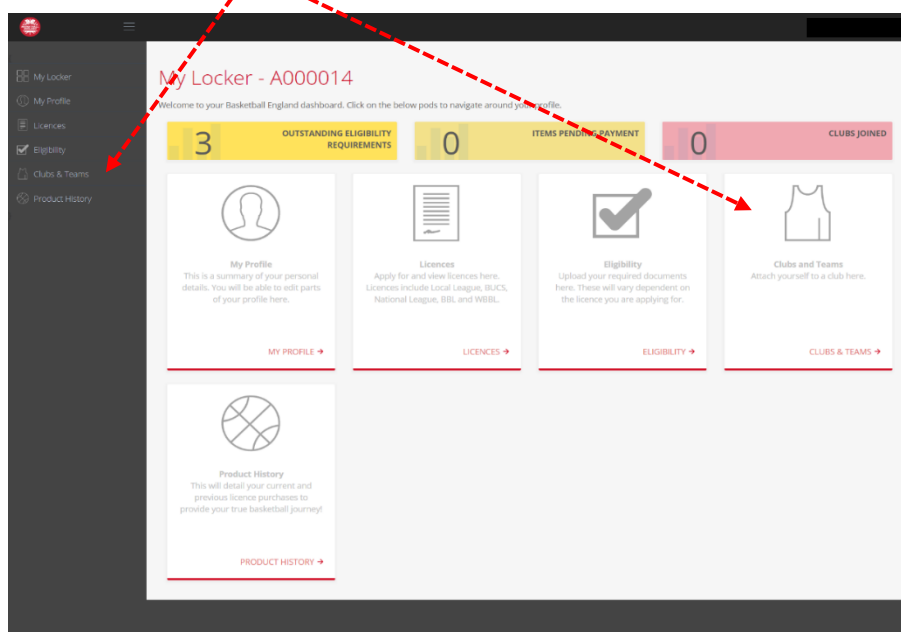 My Locker
My Profile
Licences
Eligibility
Clubs & Teams
Product History
My Locker - A000014
Welcome to your Basketball England dashboard. Click on the below pods to navigate around your profile.
3
OUTSTANDING ELIGIBILITY
REQUIREMENTS
0
ITEMS PENDING PAYMENT
0
CLUBS JOINED
My Profile
This is a summary of your personal
details. You will be able to edit parts
of your profile here.
MY PROFILE →
Licences
Apply for and view licences here.
Licences include Local League, BUCS,
National League, BBL and WBBL.
LICENCES →
Eligibility
Upload your required documents
here. These will vary dependent on
the licence you are applying for.
ELIGIBILITY →
Clubs and Teams
Attach yourself to a club here.
CLUBS & TEAMS →
Product History
This will detail your current and
previous licence purchases to
provide your true basketball journey!
PRODUCT HISTORY →